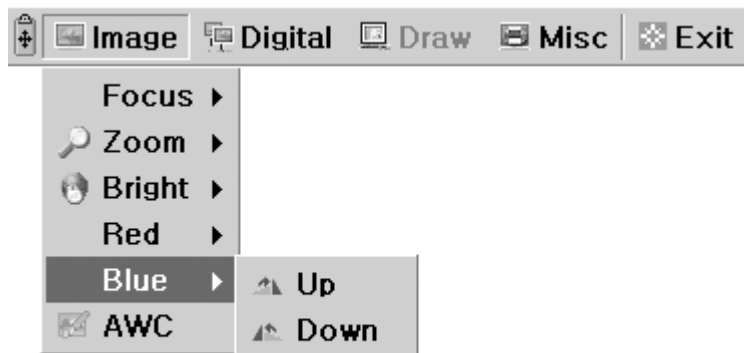 Image Digital Draw Misc Exit
Focus
Zoom
Bright
Red
Blue
Up
AWC
Down